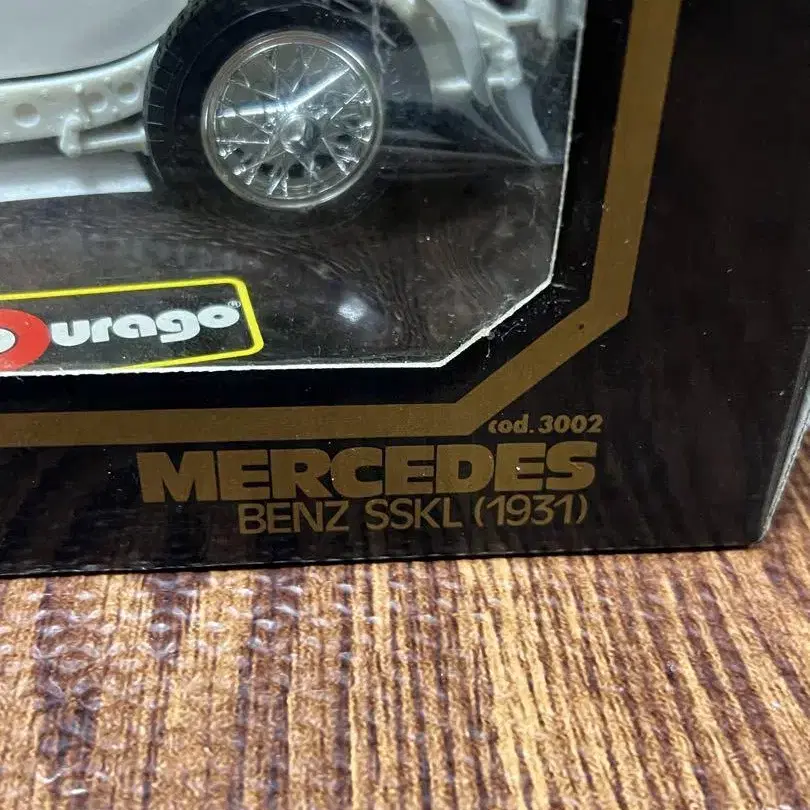 urago®
cod. 3002
MERCEDES
BENZ SSKL (1931)